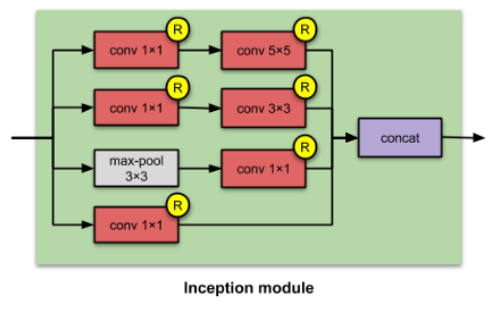 R
R
conv 1×1
conv 5×5
R
R
conv 1×1
conv 3×3
concat
R
max-pool
3×3
conv 1×1
R
conv 1×1
Inception module